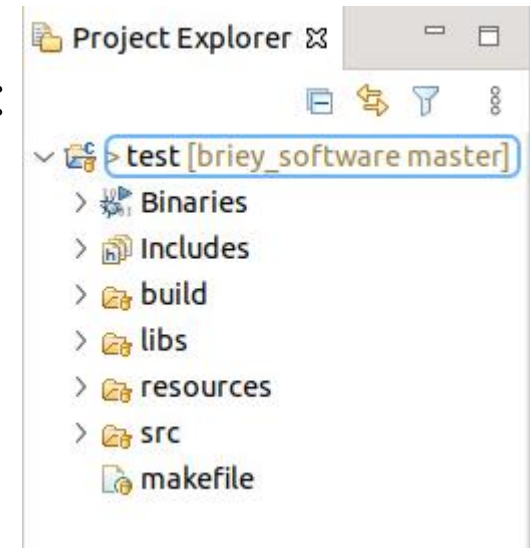 Project Explorer
> test [briey_software master]
Binaries
Includes
build
libs
resources
src
makefile